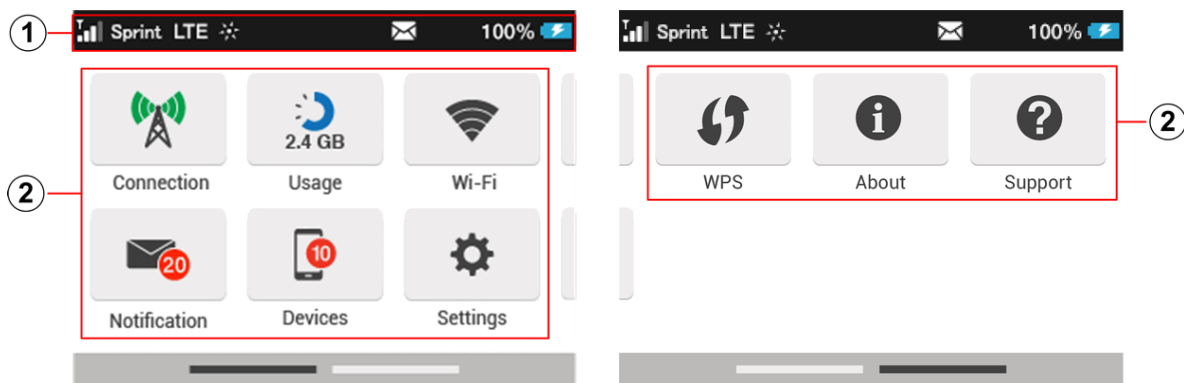 1 Sprint LTE 100%
2.4 GB
Connection Usage Wi-Fi
2
20 10
Notification Devices Settings
Sprint LTE 100%
2
WPS About Support